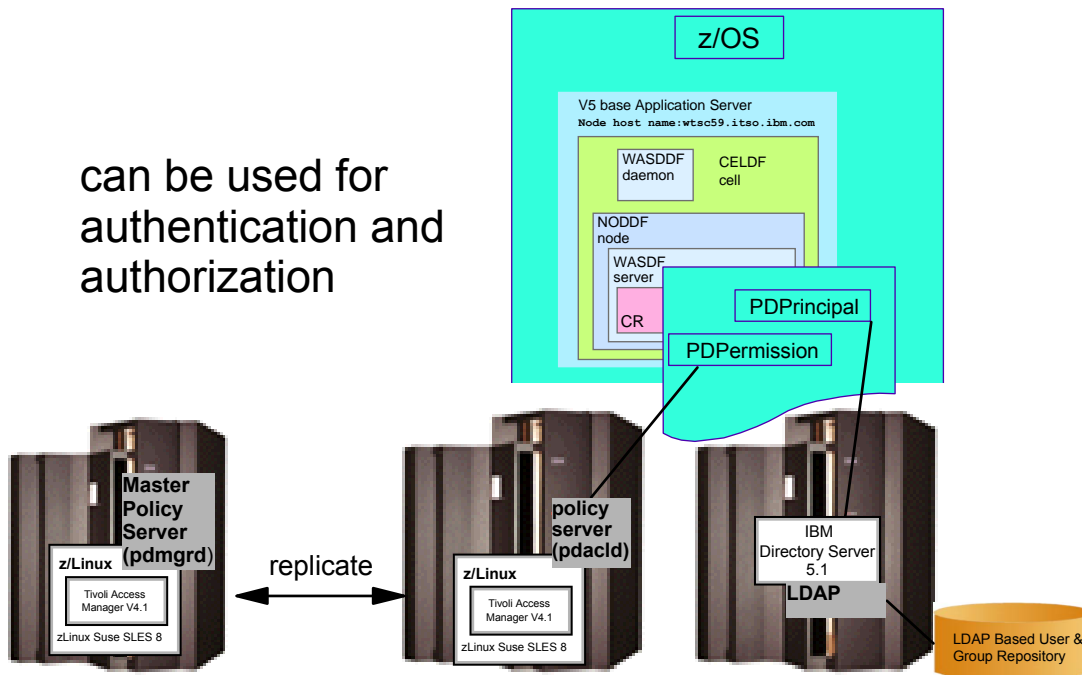 z/OS
V5 base Application Server
Node host name:wtsc59.itso.ibm.com
WASDDF
daemon
CELDF
cell
can be used for
authentication and
authorization
NODDF
node
WASDF
server
CR
PDPrincipal
PDPermission
Master
Policy
Server
(pdmgrd)
z/Linux
Tivoli Access
Manager V4.1
zLinux Suse SLES 8
replicate
policy
server
(pdacld)
z/Linux
Tivoli Access
Manager V4.1
zLinux Suse SLES 8
IBM
Directory Server
5.1
LDAP
LDAP Based User &
Group Repository